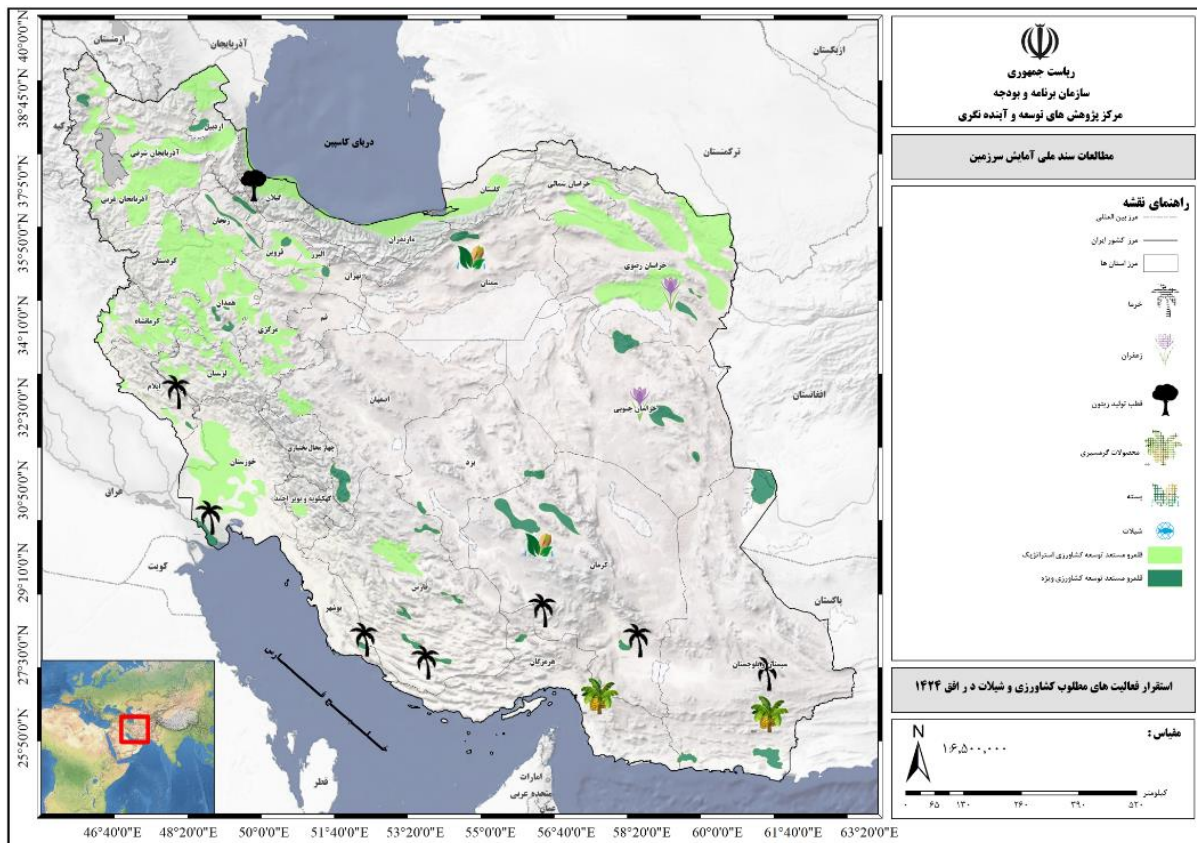 ریاست جمهوری
سازمان برنامه و بودجه
مرکز پژوهش های توسعه و آینده نگری
مطالعات سند ملی آمایش سرزمین
راهنمای نقشه
مرز بین المللی
مرز کشور ایران
مرز استان ها
خرما
زعفران
قطب تولید زیتون
محصولات گرمسیری
پسته
شیلات
قلمرو مستعد توسعه کشاورزی استراتژیک
قلمرو مستعد توسعه کشاورزی ویژه
استقرار فعالیت های مطلوب کشاورزی و شیلات د ر افق ۱۴۲۴
مقیاس :
N
۱:۶,۵۰۰,۰۰۰
کیلومتر
۰ ۶۵ ۱۳۰ ۲۶۰ ۳۹۰ ۵۲۰
ارمنستان
آذربایجان
ازبکستان
ترکیه
اردبیل
دریای کاسپین
ترکمنستان
آذربایجان شرقی
آذربایجان غربی
گیلان
گلستان
خراسان شمالی
زنجان
مازندران
قزوین
البرز
تهران
کردستان
سمنان
خراسان رضوی
همدان
قم
کرمانشاه
مرکزی
لرستان
ایلام
اصفهان
خراسان جنوبی
افغانستان
چهار محال بختیاری
خوزستان
یزد
عراق
کهکیلویه و بویر احمد
کویت
فارس
کرمان
پاکستان
بوشهر
هرمزگان
سیستان و بلوچستان
قطر
امارات
متحده عربی
عمان
40°0'0"N
38°45'0"N
37°5'0"N
35°50'0"N
34°10'0"N
32°30'0"N
30°50'0"N
29°10'0"N
27°30'0"N
25°50'0"N
46°40'0"E 48°20'0"E 50°0'0"E 51°40'0"E 53°20'0"E 55°0'0"E 56°40'0"E 58°20'0"E 60°0'0"E 61°40'0"E 63°20'0"E